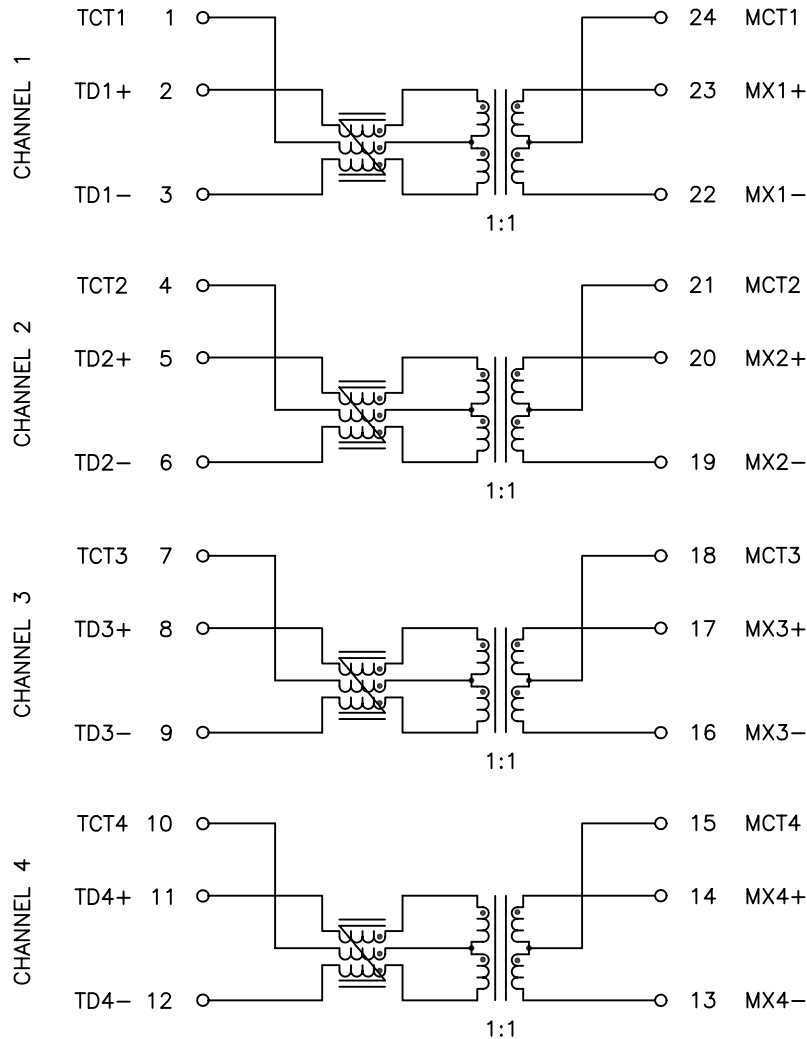 CHANNEL 1
TCT1 1 24 MCT1
TD1+ 2 23 MX1+
TD1− 3 22 MX1−
1:1
CHANNEL 2
TCT2 4 21 MCT2
TD2+ 5 20 MX2+
TD2− 6 19 MX2−
1:1
CHANNEL 3
TCT3 7 18 MCT3
TD3+ 8 17 MX3+
TD3− 9 16 MX3−
1:1
CHANNEL 4
TCT4 10 15 MCT4
TD4+ 11 14 MX4+
TD4− 12 13 MX4−
1:1